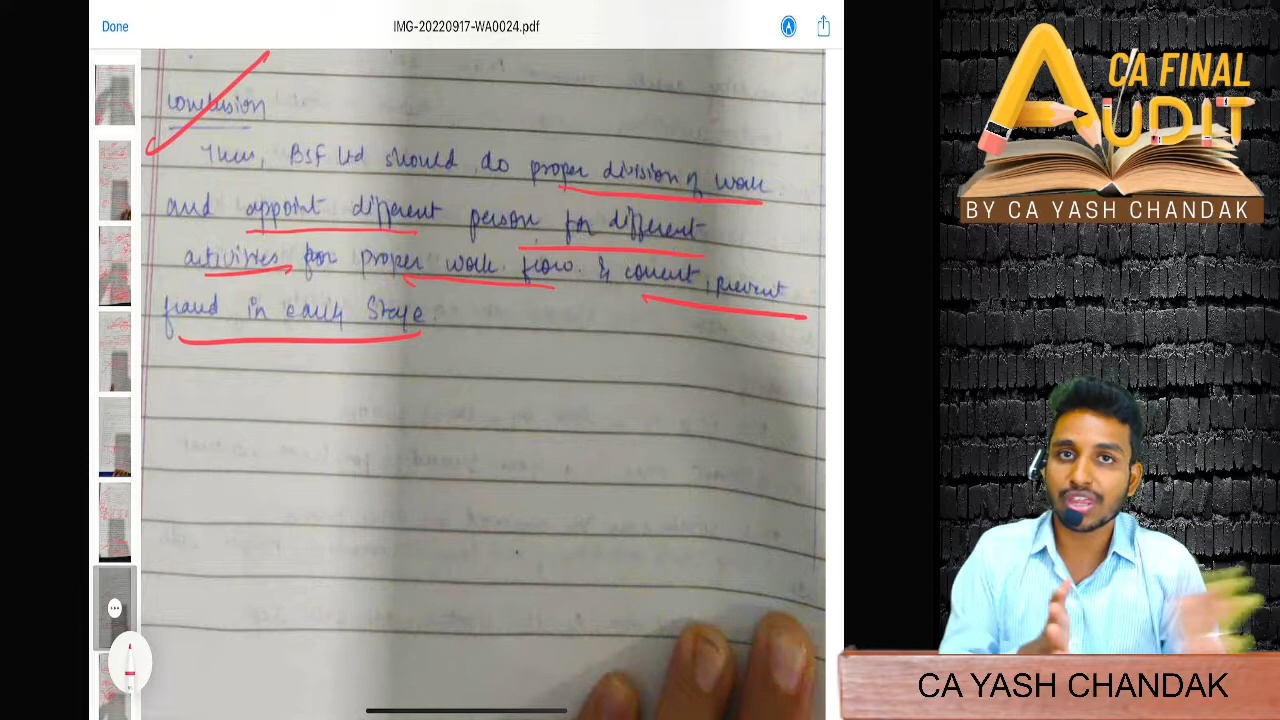 Done
IMG-20220917-WA0024.pdf
Conclusion
Thus, BSF Ltd should do proper division of work
and appoint different person for different
activities for proper work flow & correct, prevent
fraud in early stage
CA FINAL
AUDIT
BY CA YASH CHANDAK
CA YASH CHANDAK